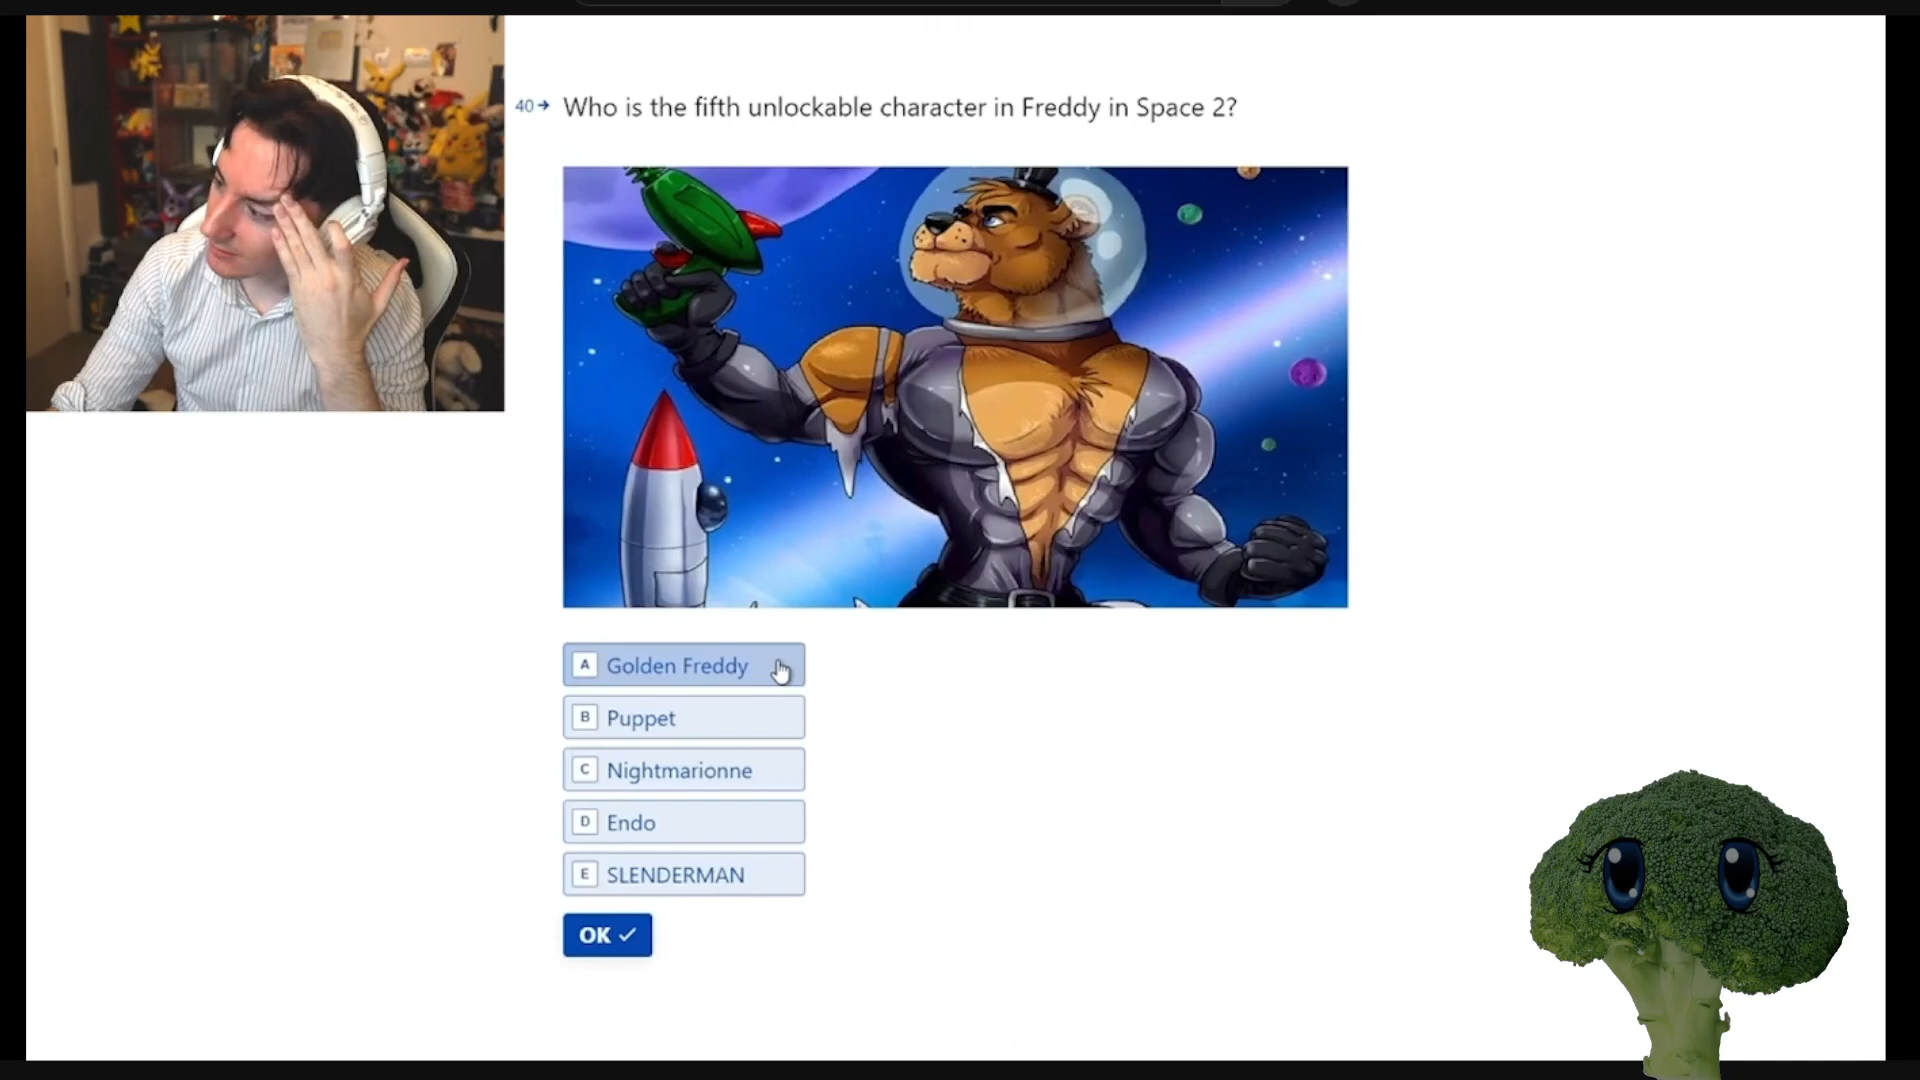 40 → Who is the fifth unlockable character in Freddy in Space 2?
A Golden Freddy
B Puppet
C Nightmarionne
D Endo
E SLENDERMAN
OK ✓